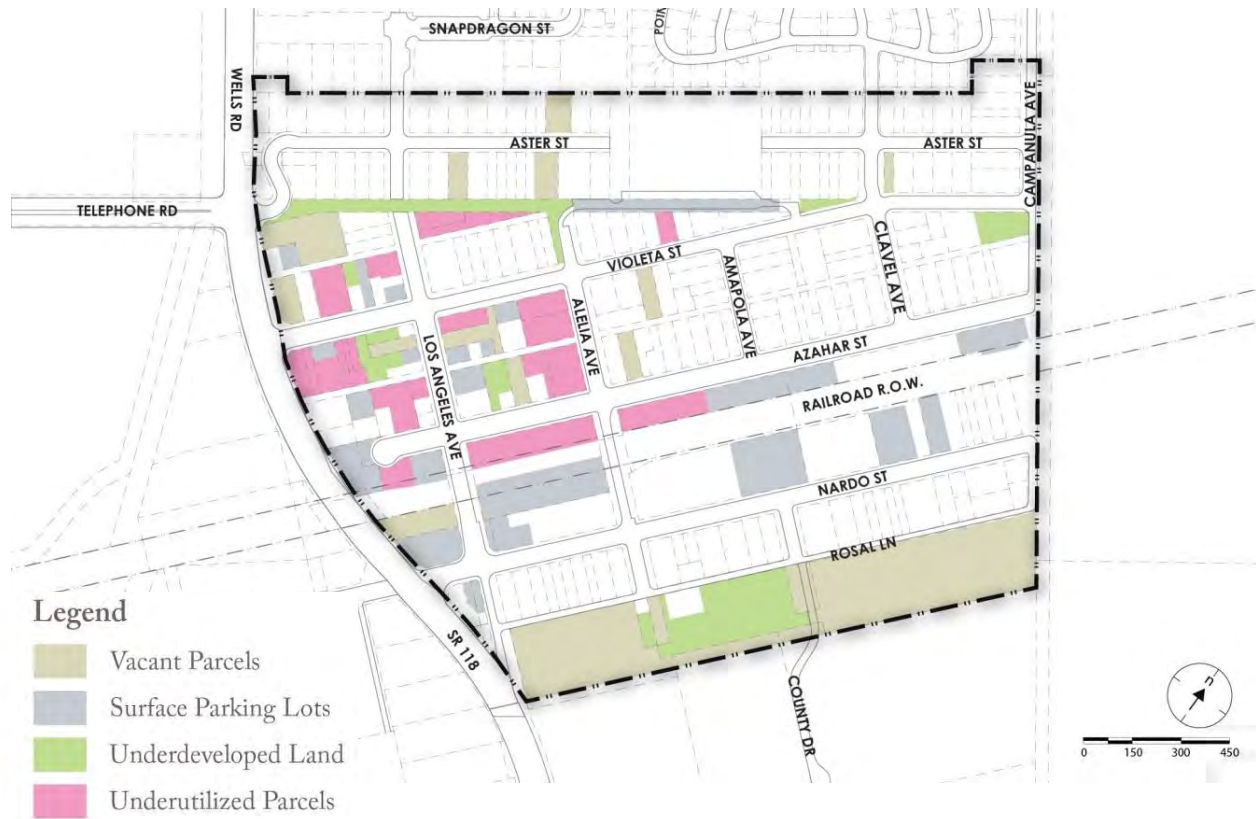 SNAPDRAGON ST
WELLS RD
CAMPANULA AVE
ASTER ST
ASTER ST
TELEPHONE RD
VIOLETA ST
AMAPOLA AVE
CLAVEL AVE
ALELIA AVE
LOS ANGELES AVE
AZAHAR ST
RAILROAD R.O.W.
NARDO ST
ROSAL LN
SR 118
COUNTY DR
Legend
Vacant Parcels
Surface Parking Lots
Underdeveloped Land
Underutilized Parcels
n
0 150 300 450